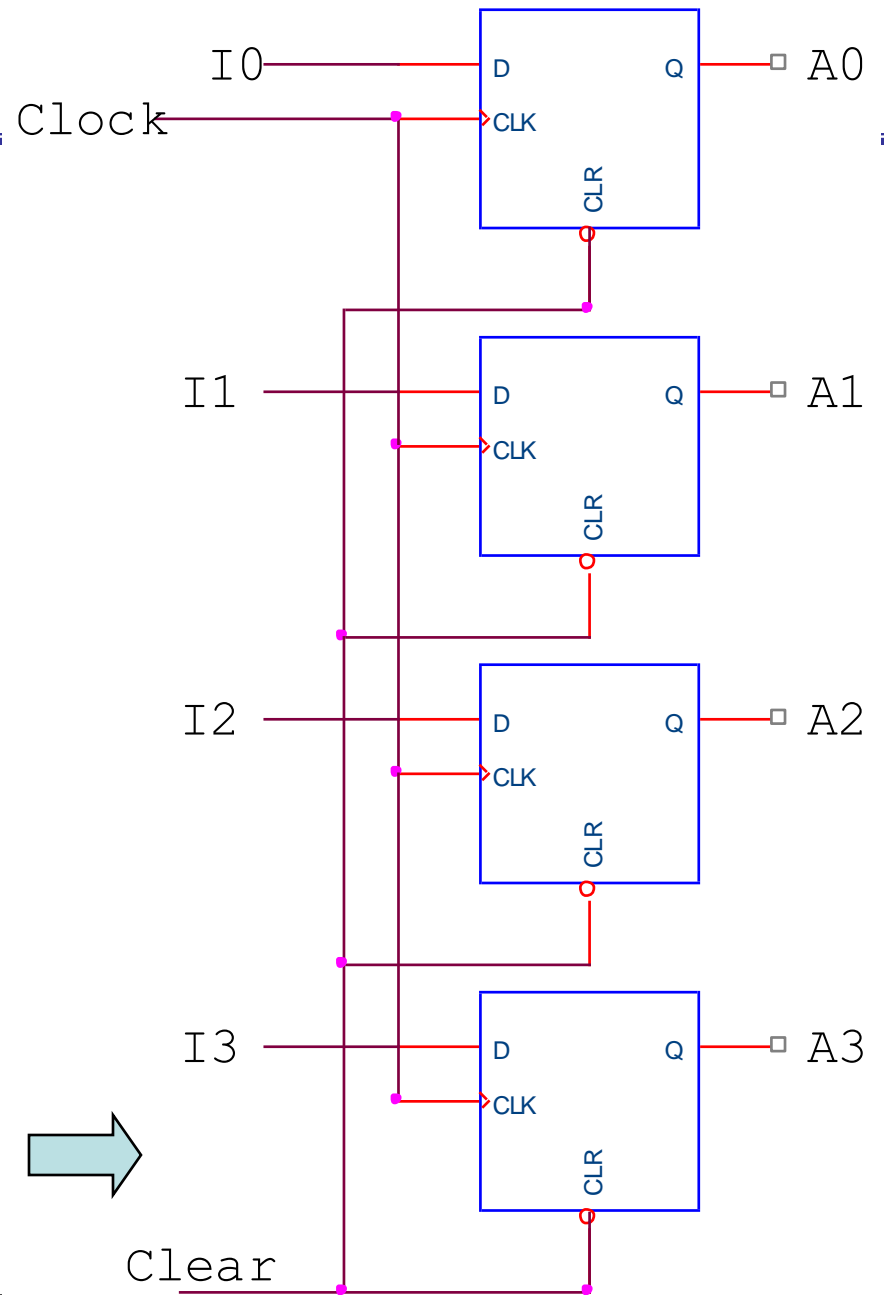 I0 D Q A0
Clock CLK
CLR
I1 D Q A1
CLK
CLR
I2 D Q A2
CLK
CLR
I3 D Q A3
CLK
CLR
Clear